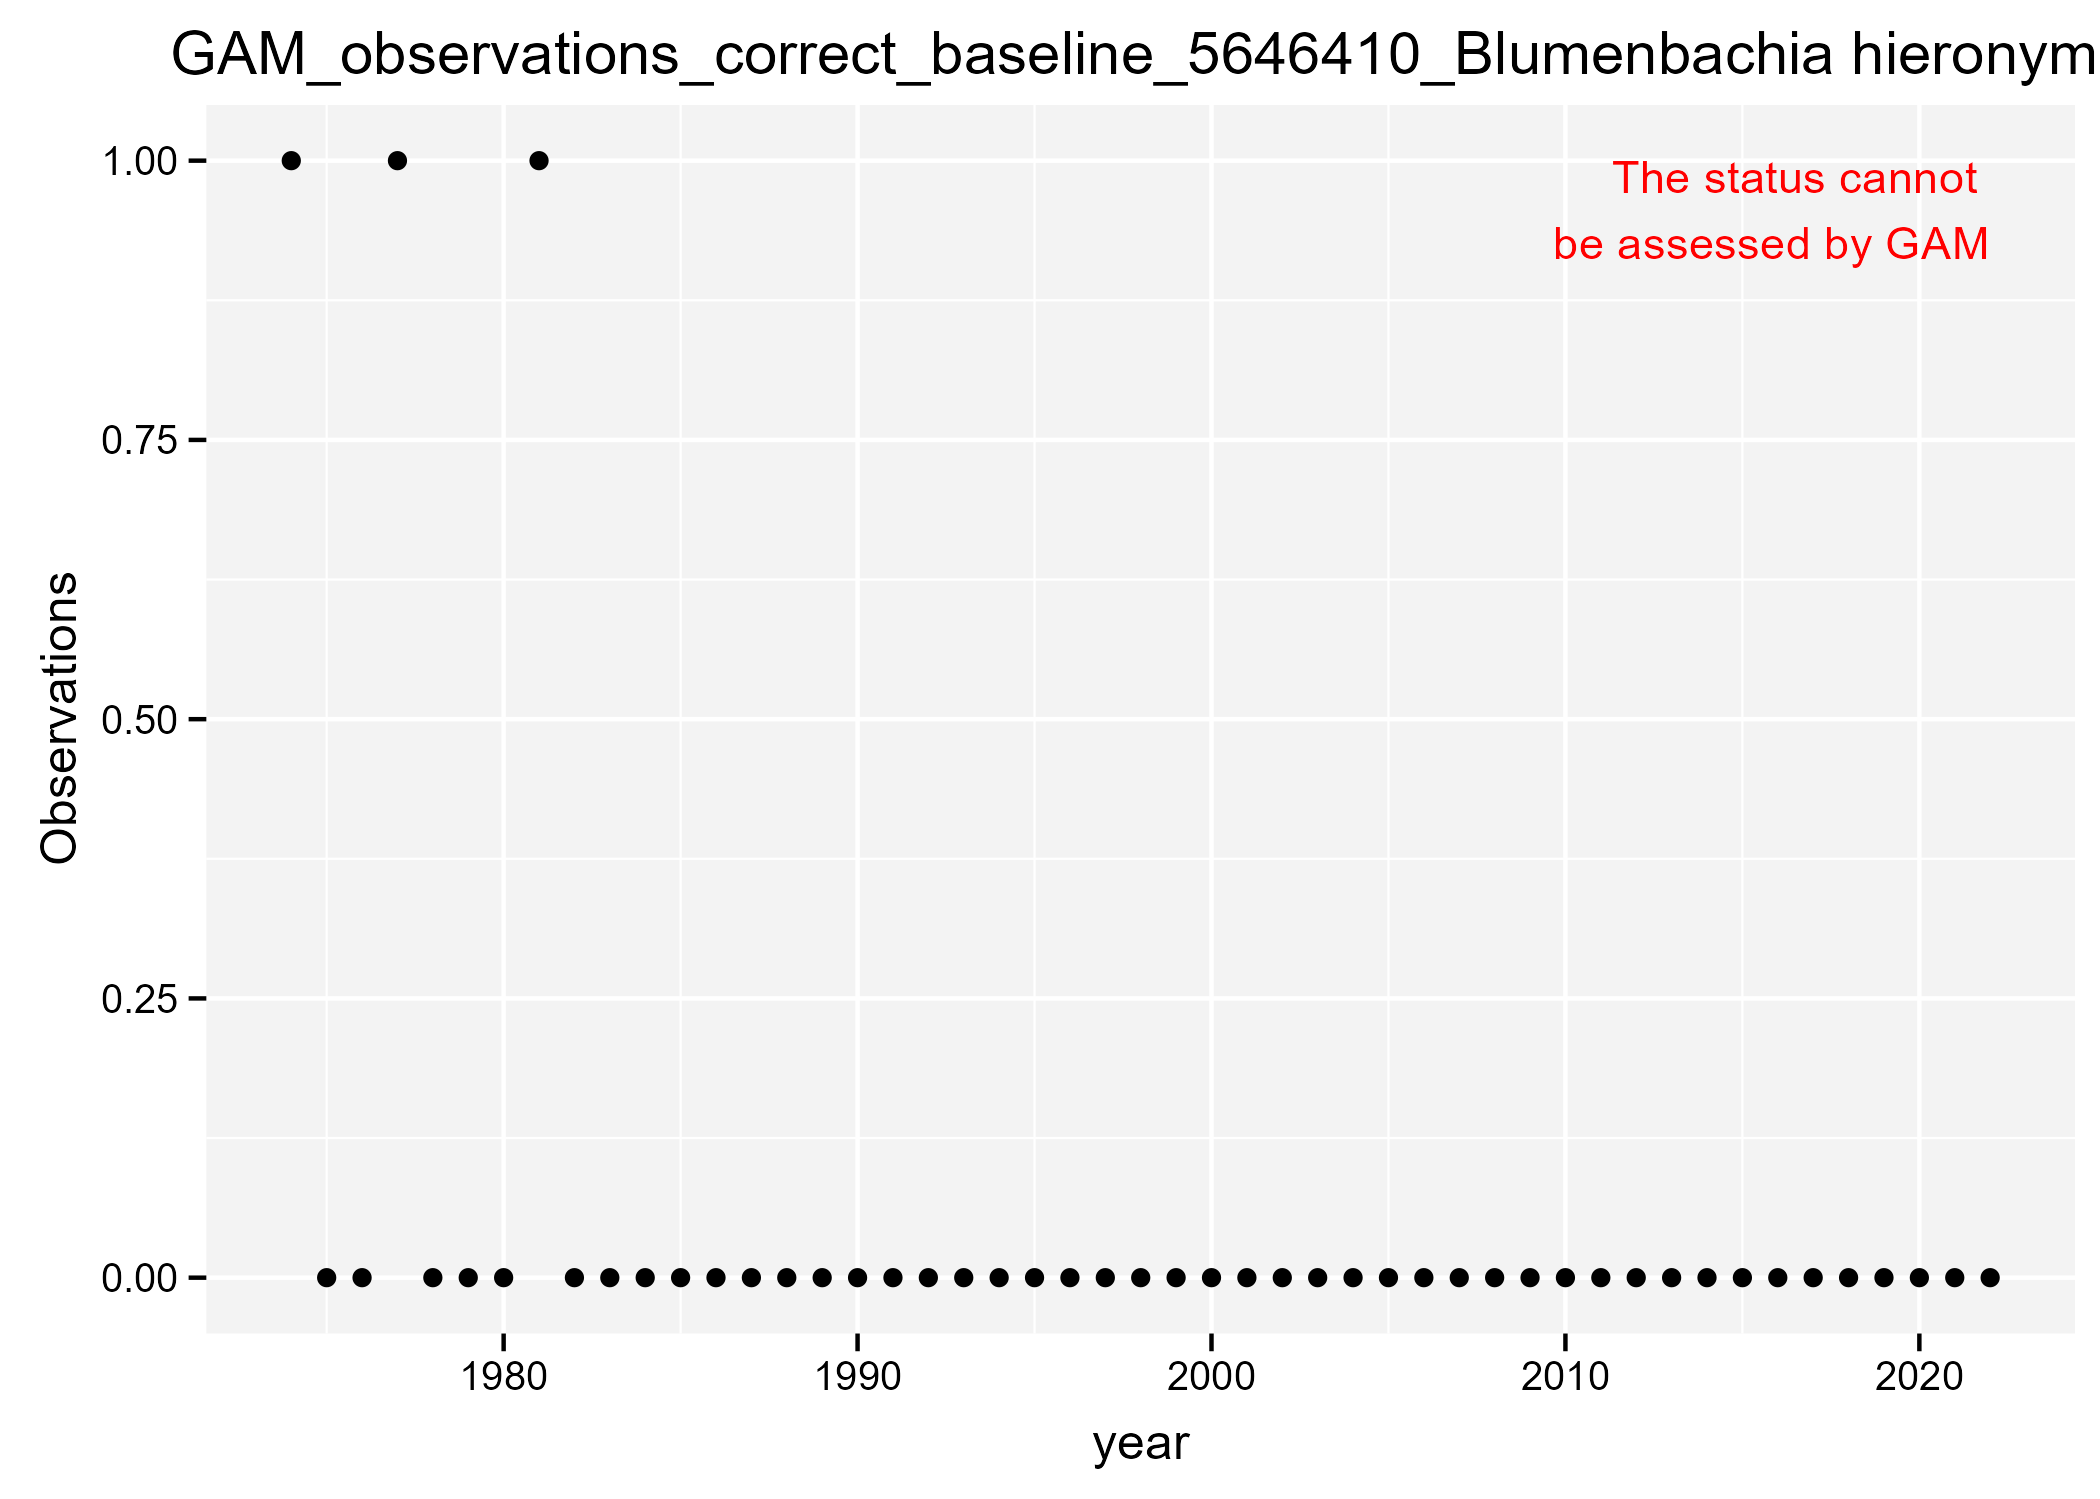 GAM_observations_correct_baseline_5646410_Blumenbachia hieronym
The status cannot
be assessed by GAM
1.00
0.75
0.50
0.25
0.00
Observations
1980 1990 2000 2010 2020
year